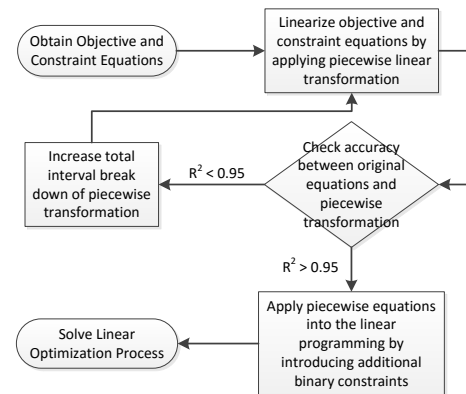 Obtain Objective and
Constraint Equations
Linearize objective and
constraint equations by
applying piecewise linear
transformation
Increase total
interval break
down of piecewise
transformation
R² < 0.95
Check accuracy
between original
equations and
piecewise
transformation
R² > 0.95
Apply piecewise equations
into the linear
programming by
introducing additional
binary constraints
Solve Linear
Optimization Process